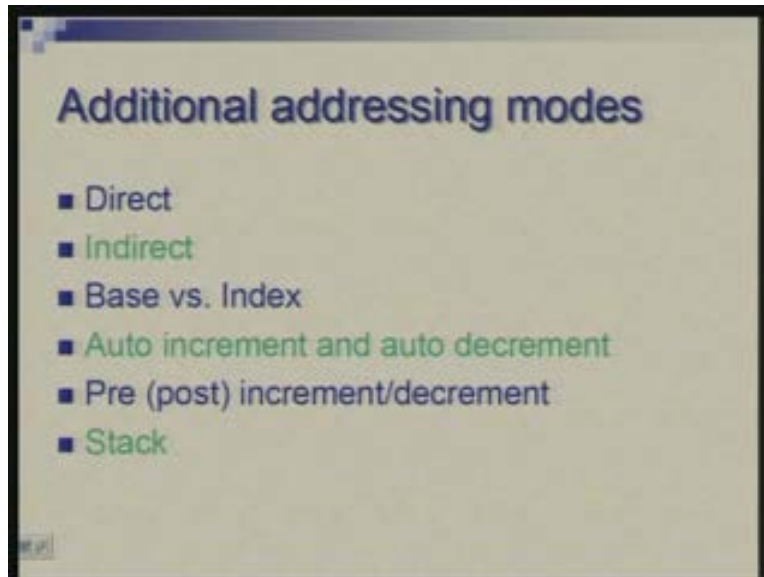 Additional addressing modes
Direct
Indirect
Base vs. Index
Auto increment and auto decrement
Pre (post) increment/decrement
Stack